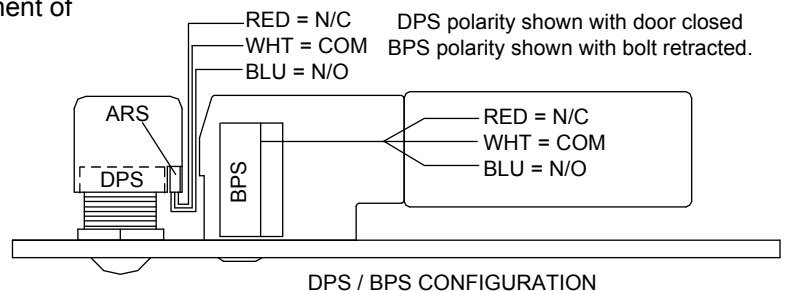 ment of
RED = N/C
WHT = COM
BLU = N/O
DPS polarity shown with door closed
BPS polarity shown with bolt retracted.
ARS
DPS
BPS
RED = N/C
WHT = COM
BLU = N/O
DPS / BPS CONFIGURATION